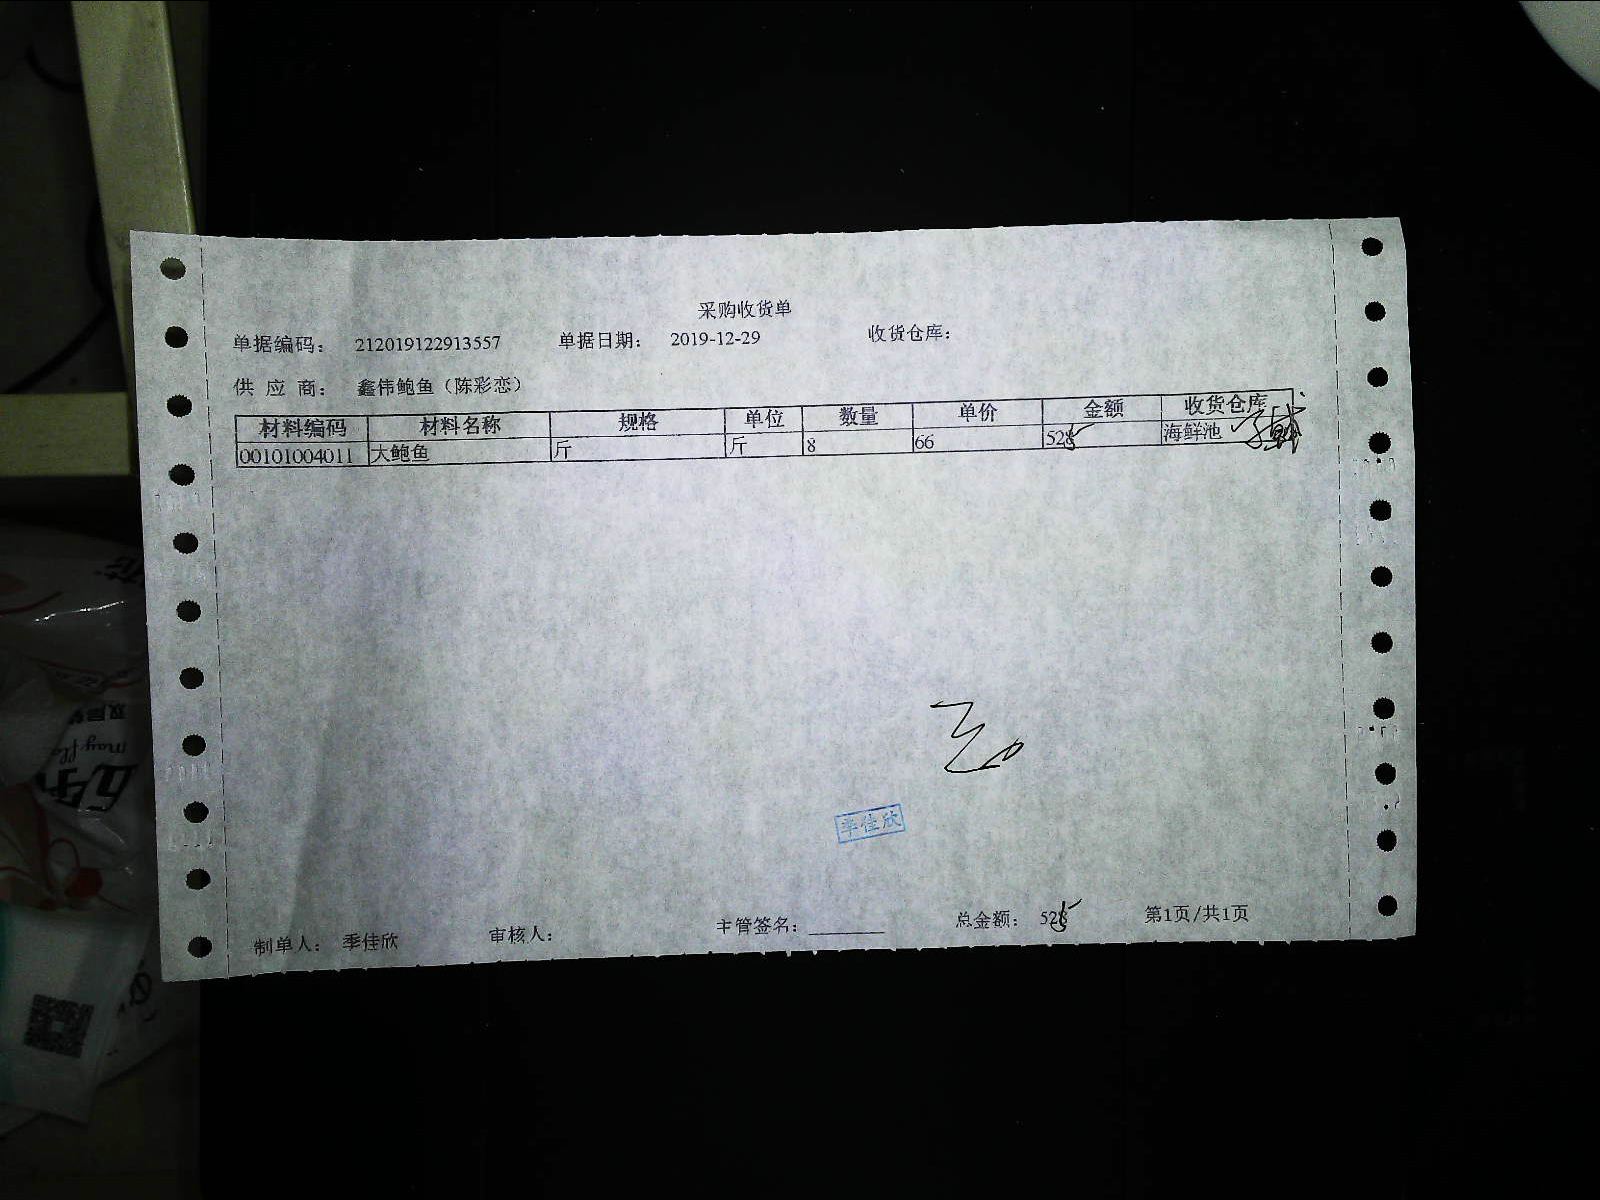 采购收货单
单据编码： 212019122913557 单据日期： 2019-12-29 收货仓库：
供 应 商： 鑫伟鲍鱼（陈彩恋）
材料编码 材料名称 规格 单位 数量 单价 金额 收货仓库
00101004011 大鲍鱼 斤 斤 8 66 528 海鲜池
季佳欣
制单人： 季佳欣 审核人： 主管签名：________ 总金额： 528 第1页/共1页